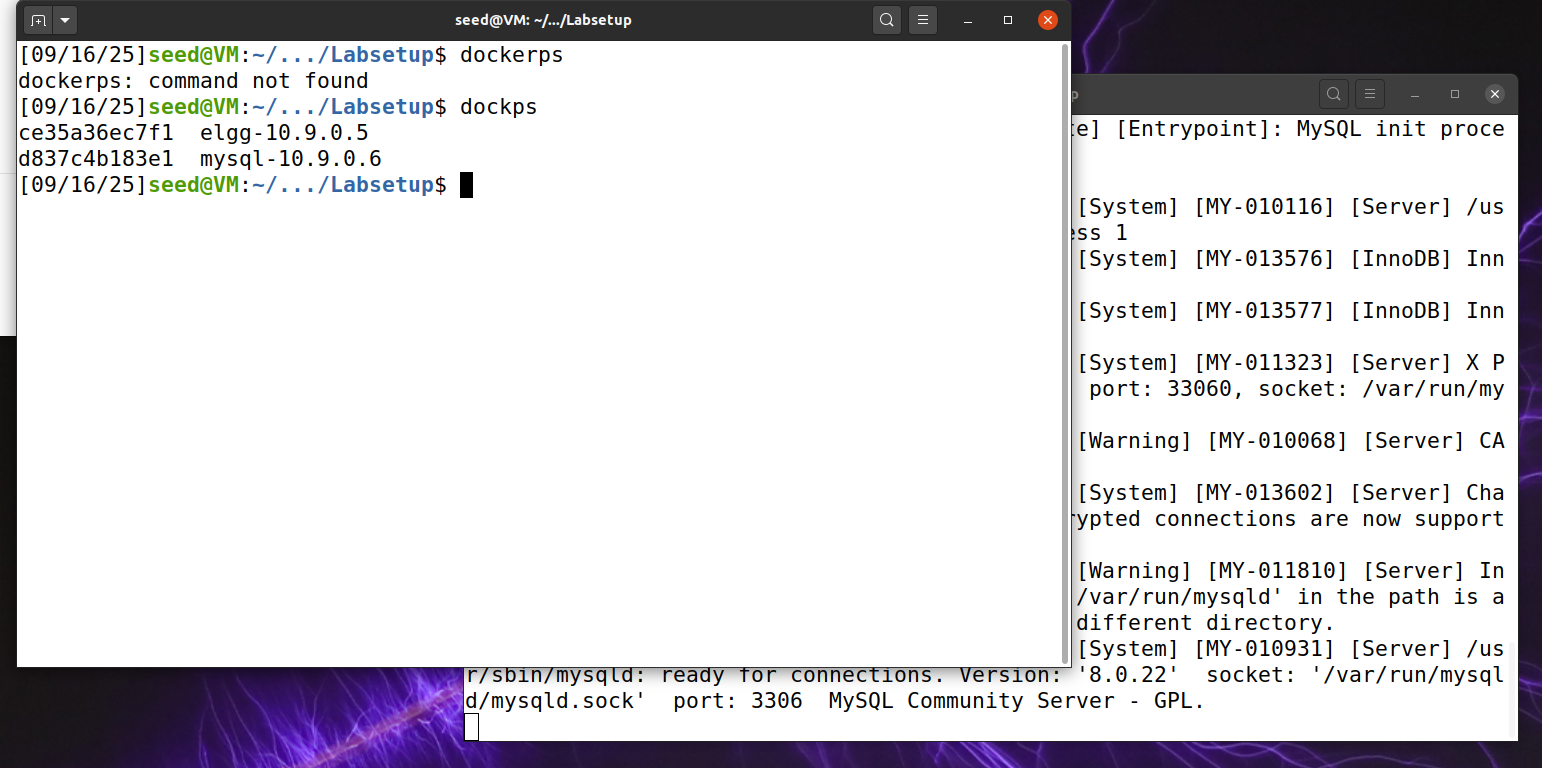 seed@VM: ~/.../Labsetup
[09/16/25]seed@VM:~/.../Labsetup$ dockerps
dockerps: command not found
[09/16/25]seed@VM:~/.../Labsetup$ dockps
ce35a36ec7f1  elgg-10.9.0.5
d837c4b183e1  mysql-10.9.0.6
[09/16/25]seed@VM:~/.../Labsetup$
p
te] [Entrypoint]: MySQL init proce
[System] [MY-010116] [Server] /us
ess 1
[System] [MY-013576] [InnoDB] Inn
[System] [MY-013577] [InnoDB] Inn
[System] [MY-011323] [Server] X P
port: 33060, socket: /var/run/my
[Warning] [MY-010068] [Server] CA
[System] [MY-013602] [Server] Cha
rypted connections are now support
[Warning] [MY-011810] [Server] In
/var/run/mysqld' in the path is a
different directory.
[System] [MY-010931] [Server] /us
r/sbin/mysqld: ready for connections. Version: '8.0.22'  socket: '/var/run/mysql
d/mysqld.sock'  port: 3306  MySQL Community Server - GPL.